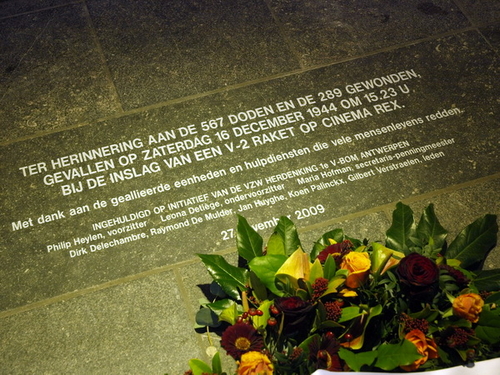 TER HERINNERING AAN DE 567 DODEN EN DE 289 GEWONDEN,
GEVALLEN OP ZATERDAG 16 DECEMBER 1944 OM 15.23 U
BIJ DE INSLAG VAN EEN V-2 RAKET OP CINEMA REX.
Met dank aan de geallieerde eenheden en hulpdiensten die vele mensenlevens redden.
INGEHULDIGD OP INITIATIEF VAN DE VZW HERDENKING 1e V-BOM ANTWERPEN
Philip Heylen, voorzitter Leona Deliège, ondervoorzitter Maria Hofman, secretaris-penningmeester
Dirk Delechambre, Raymond De Mulder, Jan Huyghe, Koen Palinckx, Gilbert Verstraelen, leden
27 november 2009